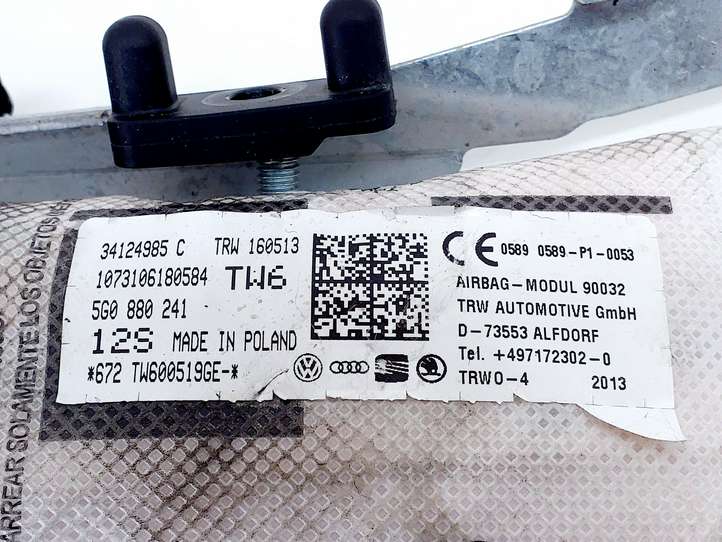 34124985 C TRW 160513
1073106180584 TW6
5G0 880 241
12S MADE IN POLAND
*672 TW600519GE-*
CE 0589 0589-P1-0053
AIRBAG-MODUL 90032
TRW AUTOMOTIVE GmbH
D-73553 ALFDORF
Tel. +497172302-0
TRWO-4 2013
ARREAR SOLAMENTE LOS OBJETOS